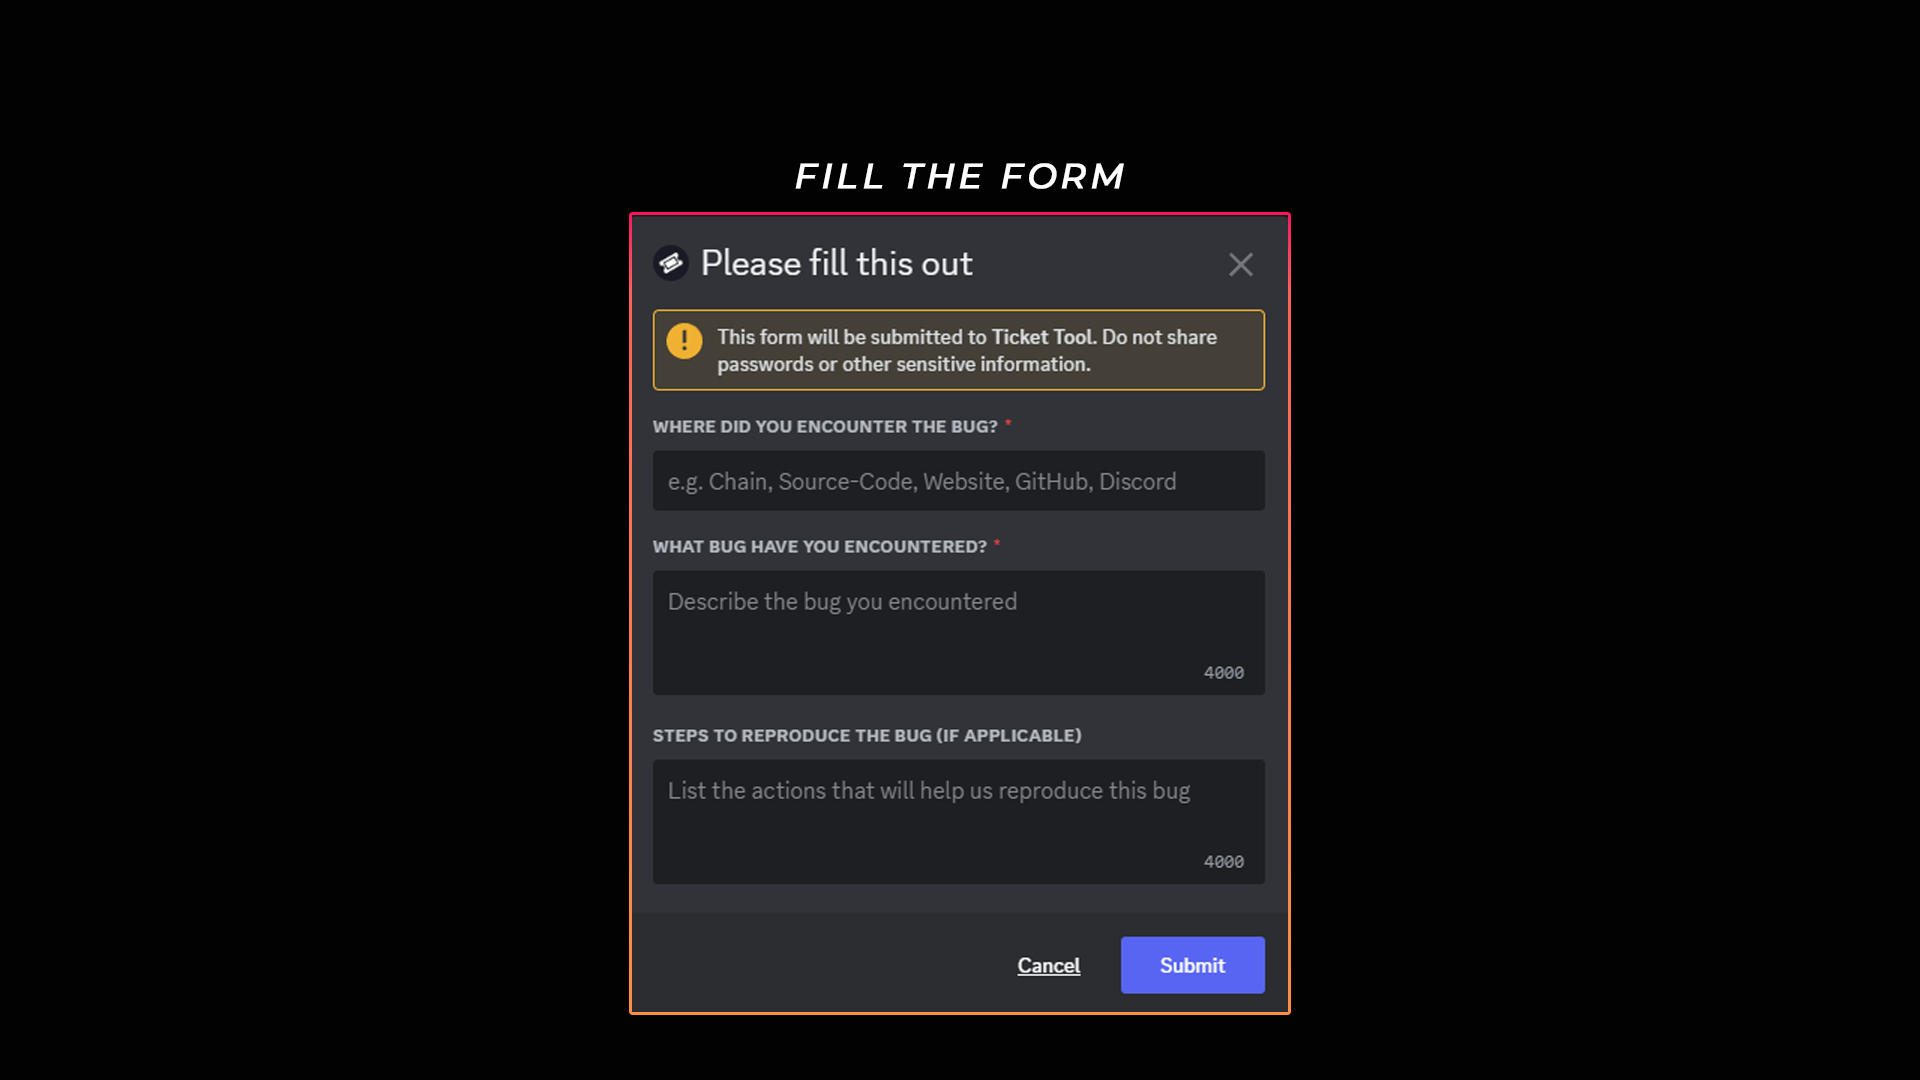 FILL THE FORM
Please fill this out
This form will be submitted to Ticket Tool. Do not share
passwords or other sensitive information.
WHERE DID YOU ENCOUNTER THE BUG? *
e.g. Chain, Source-Code, Website, GitHub, Discord
WHAT BUG HAVE YOU ENCOUNTERED? *
Describe the bug you encountered
4000
STEPS TO REPRODUCE THE BUG (IF APPLICABLE)
List the actions that will help us reproduce this bug
4000
Cancel
Submit